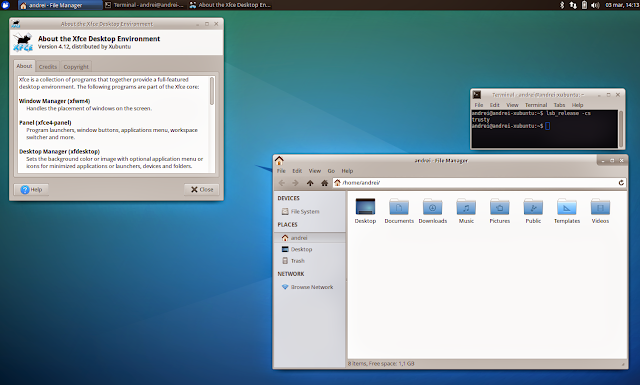 andrei - File Manager
Terminal - andrei@andrei-...
About the Xfce Desktop En...
03 mar, 14:13
About the Xfce Desktop Environment
About the Xfce Desktop Environment
Version 4.12, distributed by Xubuntu
About Credits Copyright
Xfce is a collection of programs that together provide a full-featured
desktop environment. The following programs are part of the Xfce core:
Window Manager (xfwm4)
Handles the placement of windows on the screen.
Panel (xfce4-panel)
Program launchers, window buttons, applications menu, workspace
switcher and more.
Desktop Manager (xfdesktop)
Sets the background color or image with optional application menu or
icons for minimized applications or launchers, devices and folders.
Help Close
Terminal - andrei@andrei-xubuntu: ~
File Edit View Terminal Tabs Help
andrei@andrei-xubuntu:~$ lsb_release -cs
trusty
andrei@andrei-xubuntu:~$
andrei - File Manager
File Edit View Go Help
/home/andrei/
DEVICES
File System
PLACES
andrei
Desktop
Trash
NETWORK
Browse Network
Desktop Documents Downloads Music Pictures Public Templates Videos
8 items, Free space: 1,1 GB